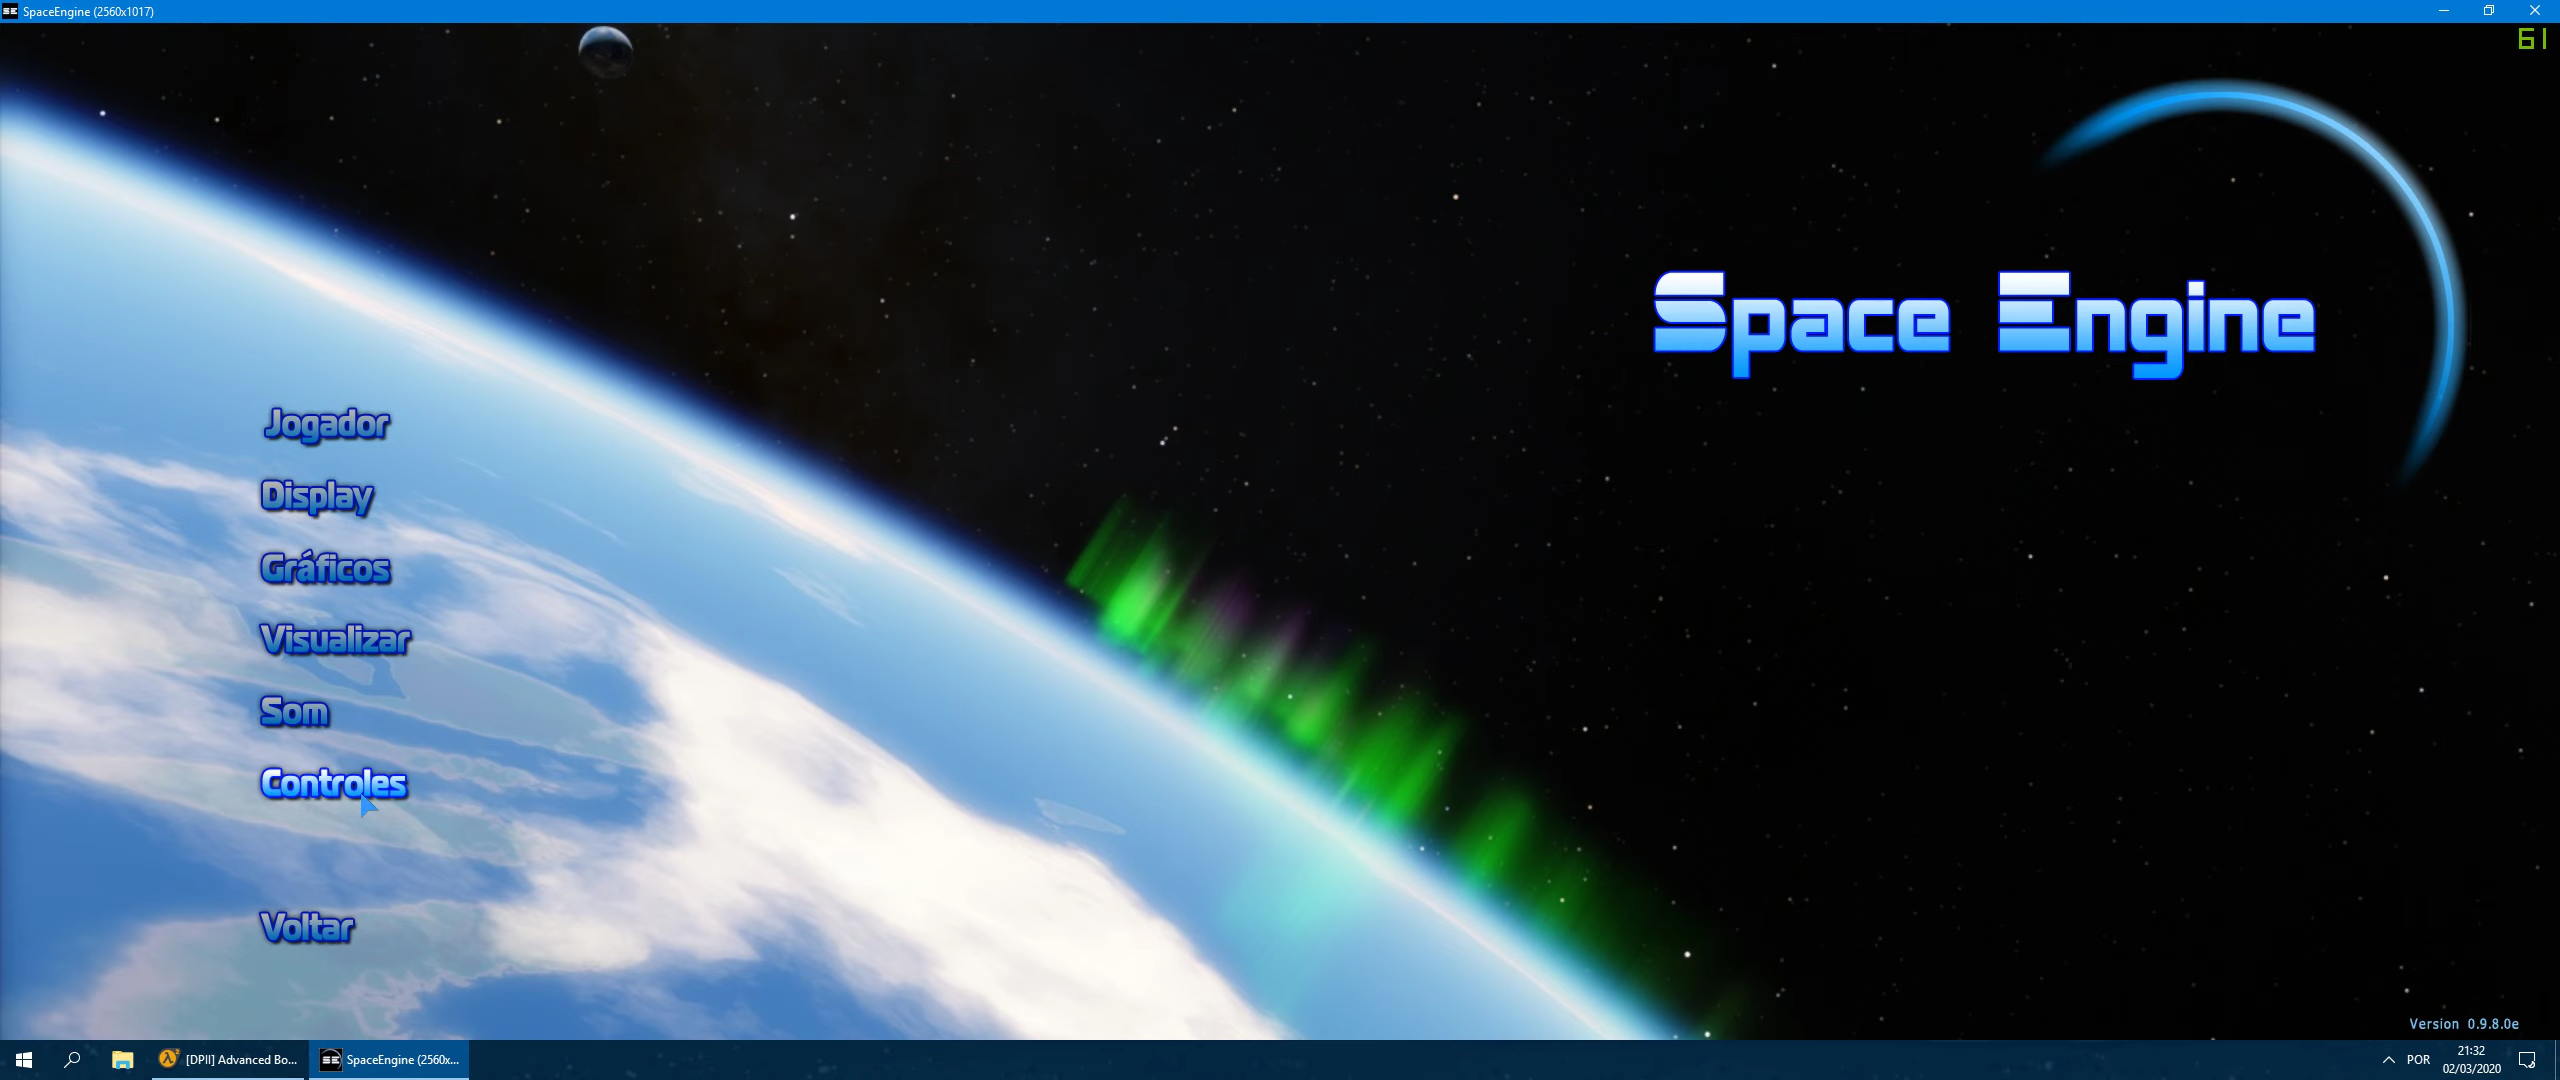 SpaceEngine (2560x1017)
61
Space Engine
Jogador
Display
Gráficos
Visualizar
Som
Controles
Voltar
Version 0.9.8.0e
[DPII] Advanced Bo...
SE
SpaceEngine (2560x...
POR
21:32
02/03/2020